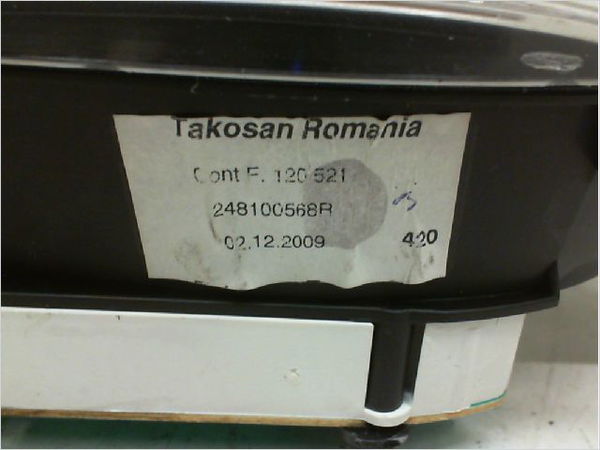 Takosan Romania
Cont F. 120 521
248100568R
02.12.2009 420